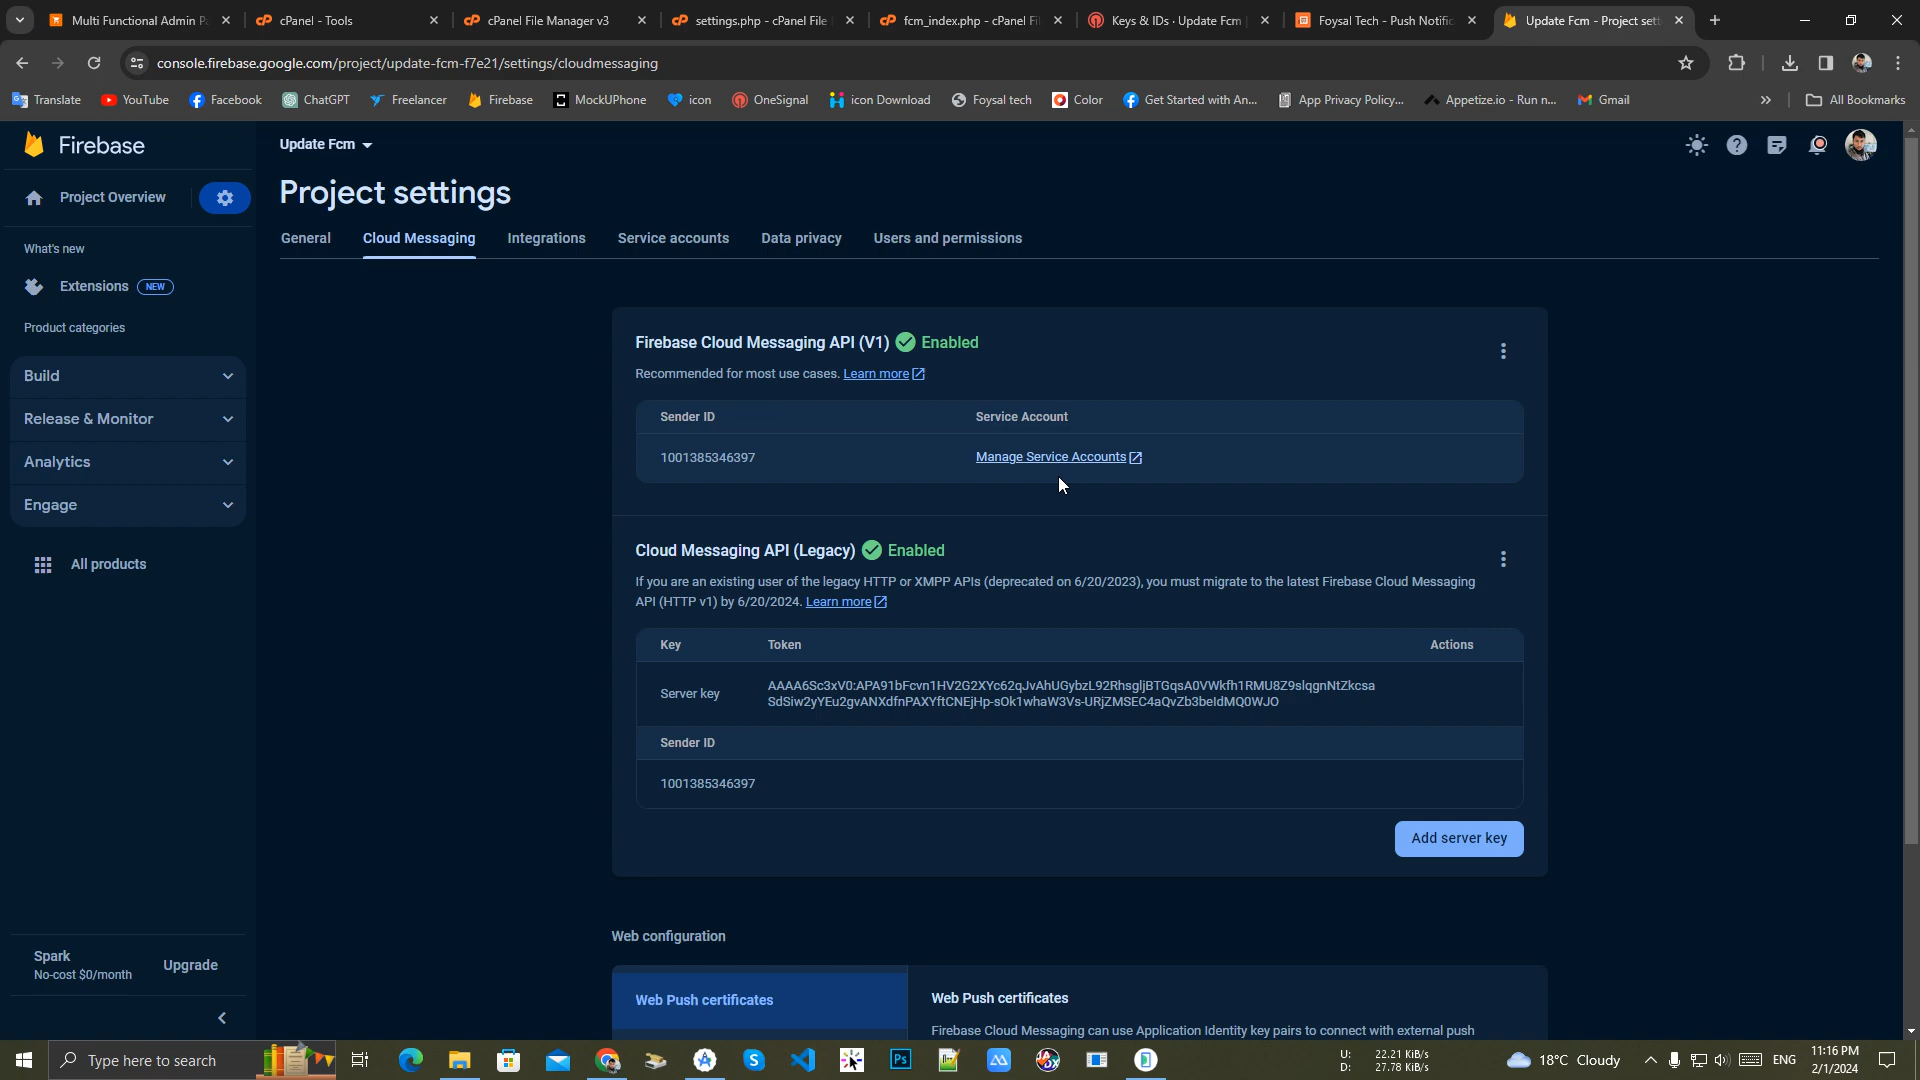 Multi Functional Admin P
cPanel - Tools
cPanel File Manager v3
settings.php - cPanel File
fcm_index.php - cPanel Fi
Keys & IDs · Update Fcm
Foysal Tech - Push Notific
Update Fcm - Project sett
console.firebase.google.com/project/update-fcm-f7e21/settings/cloudmessaging
Translate
YouTube
Facebook
ChatGPT
Freelancer
Firebase
MockUPhone
icon
OneSignal
icon Download
Foysal tech
Color
Get Started with An...
App Privacy Policy...
Appetize.io - Run n...
Gmail
All Bookmarks
Firebase
Update Fcm
Project Overview
Project settings
General
Cloud Messaging
Integrations
Service accounts
Data privacy
Users and permissions
What's new
Extensions NEW
Product categories
Build
Release & Monitor
Analytics
Engage
All products
Firebase Cloud Messaging API (V1) Enabled
Recommended for most use cases. Learn more
Sender ID
Service Account
1001385346397
Manage Service Accounts
Cloud Messaging API (Legacy) Enabled
If you are an existing user of the legacy HTTP or XMPP APIs (deprecated on 6/20/2023), you must migrate to the latest Firebase Cloud Messaging
API (HTTP v1) by 6/20/2024. Learn more
Key
Token
Actions
Server key
AAAA6Sc3xV0:APA91bFcvn1HV2G2XYc62qJvAhUGybzL92RhsgljBTGqsA0VWkfh1RMU8Z9slqgnNtZkcsa
SdSiw2yYEu2gvANXdfnPAXYftCNEjHp-sOk1whaW3Vs-URjZMSEC4aQvZb3beldMQ0WJO
Sender ID
1001385346397
Add server key
Web configuration
Web Push certificates
Web Push certificates
Firebase Cloud Messaging can use Application Identity key pairs to connect with external push
Spark
No-cost $0/month
Upgrade
Type here to search
U: 22.21 KiB/s
D: 27.78 KiB/s
18°C Cloudy
ENG
11:16 PM
2/1/2024